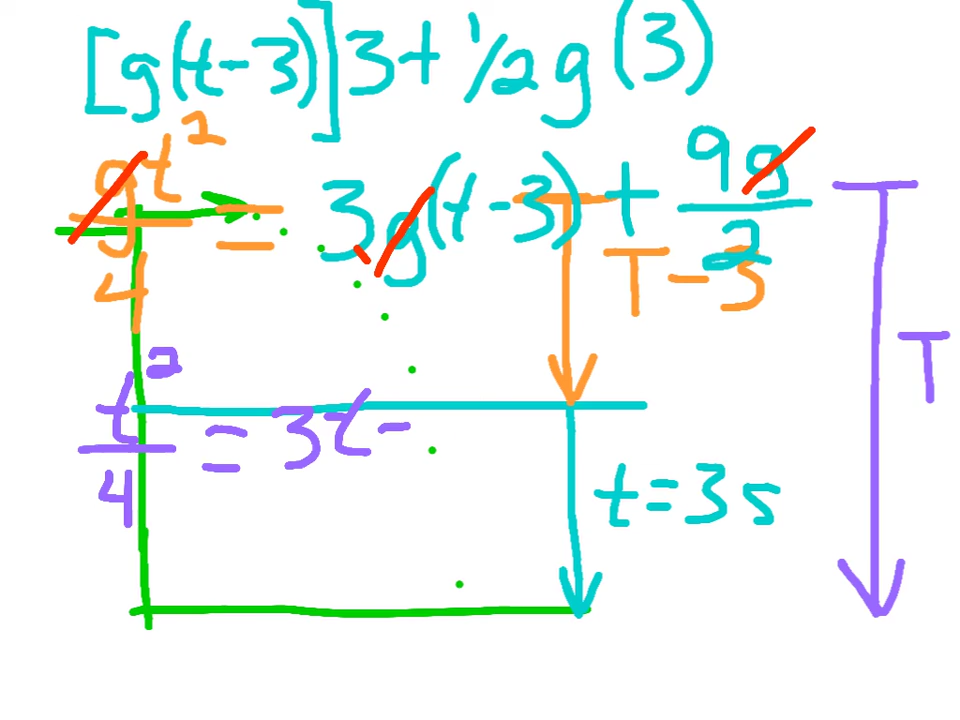 [g(t-3)]3+1/2g(3)
gt²/4 = 3g(t-3)+9g/2
T-3
T
t²/4 = 3t-
t=3s